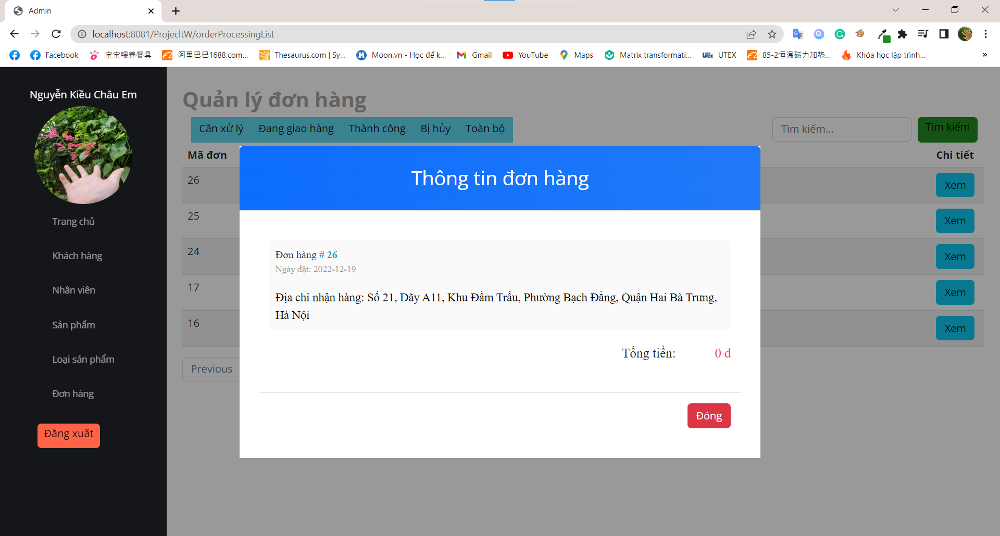 Admin
localhost:8081/ProjecltW/orderProcessingList
Facebook
宝宝喂养餐具
阿里巴巴1688.com...
Thesaurus.com | Sy...
Moon.vn - Học để k...
Gmail
YouTube
Maps
Matrix transformati...
UEx UTEX
85-2恒温磁力加热...
Khóa học lập trình...
»
Nguyễn Kiều Châu Em
Trang chủ
Khách hàng
Nhân viên
Sản phẩm
Loại sản phẩm
Đơn hàng
Đăng xuất
Quản lý đơn hàng
Cần xử lý
Đang giao hàng
Thành công
Bị hủy
Toàn bộ
Tìm kiếm...
Tìm kiếm
Mã đơn
Chi tiết
26
Xem
25
Xem
24
Xem
17
Xem
16
Xem
Previous
Thông tin đơn hàng
Đơn hàng # 26
Ngày đặt: 2022-12-19
Địa chỉ nhận hàng: Số 21, Dãy A11, Khu Đầm Trấu, Phường Bạch Đằng, Quận Hai Bà Trưng,
Hà Nội
Tổng tiền: 0 đ
Đóng